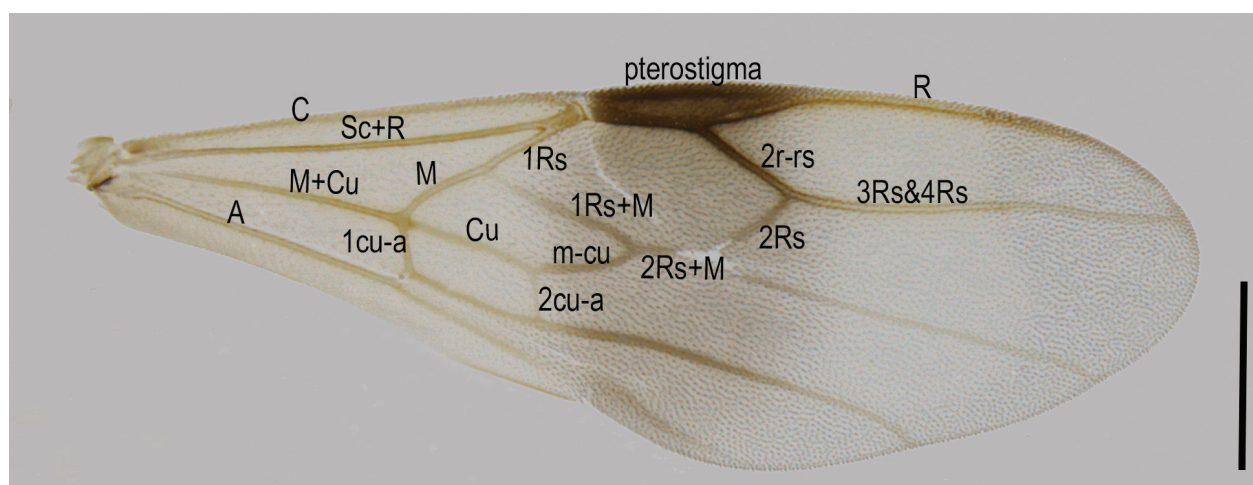 pterostigma
C
R
Sc+R
M+Cu
M
1Rs
2r-rs
A
1cu-a
Cu
1Rs+M
3Rs&4Rs
m-cu
2Rs+M
2Rs
2cu-a